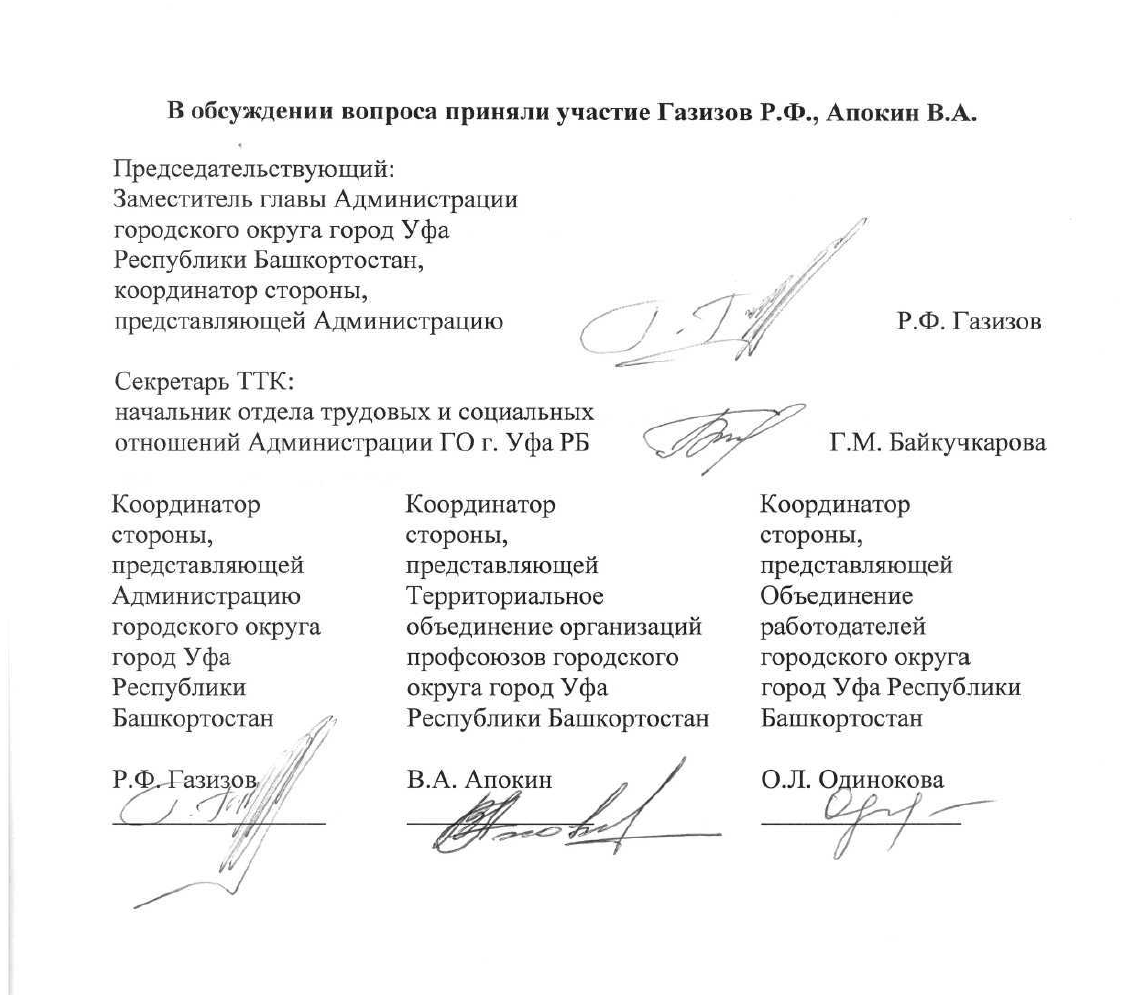 В обсуждении вопроса приняли участие Газизов Р.Ф., Апокин В.А.
Председательствующий:
Заместитель главы Администрации
городского округа город Уфа
Республики Башкортостан,
координатор стороны,
представляющей Администрацию
Р.Ф. Газизов
Секретарь ТТК:
начальник отдела трудовых и социальных
отношений Администрации ГО г. Уфа РБ
Г.М. Байкучкарова
Координатор
стороны,
представляющей
Администрацию
городского округа
город Уфа
Республики
Башкортостан
Р.Ф. Газизов
Координатор
стороны,
представляющей
Территориальное
объединение организаций
профсоюзов городского
округа город Уфа
Республики Башкортостан
В.А. Апокин
Координатор
стороны,
представляющей
Объединение
работодателей
городского округа
город Уфа Республики
Башкортостан
О.Л. Одинокова